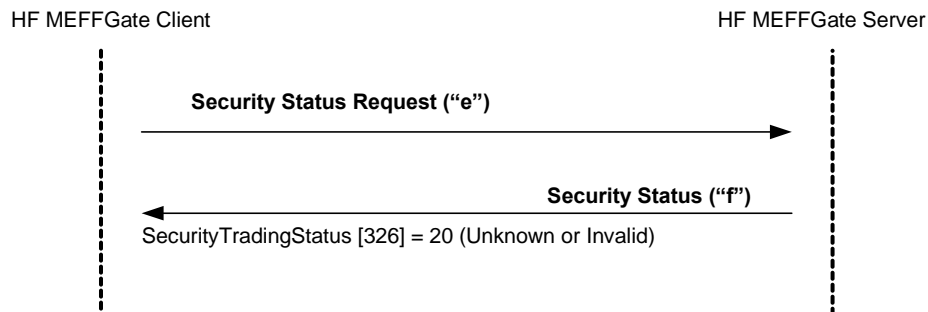 HF MEFFGate Client
HF MEFFGate Server
Security Status Request (“e”)
Security Status (“f”)
SecurityTradingStatus [326] = 20 (Unknown or Invalid)